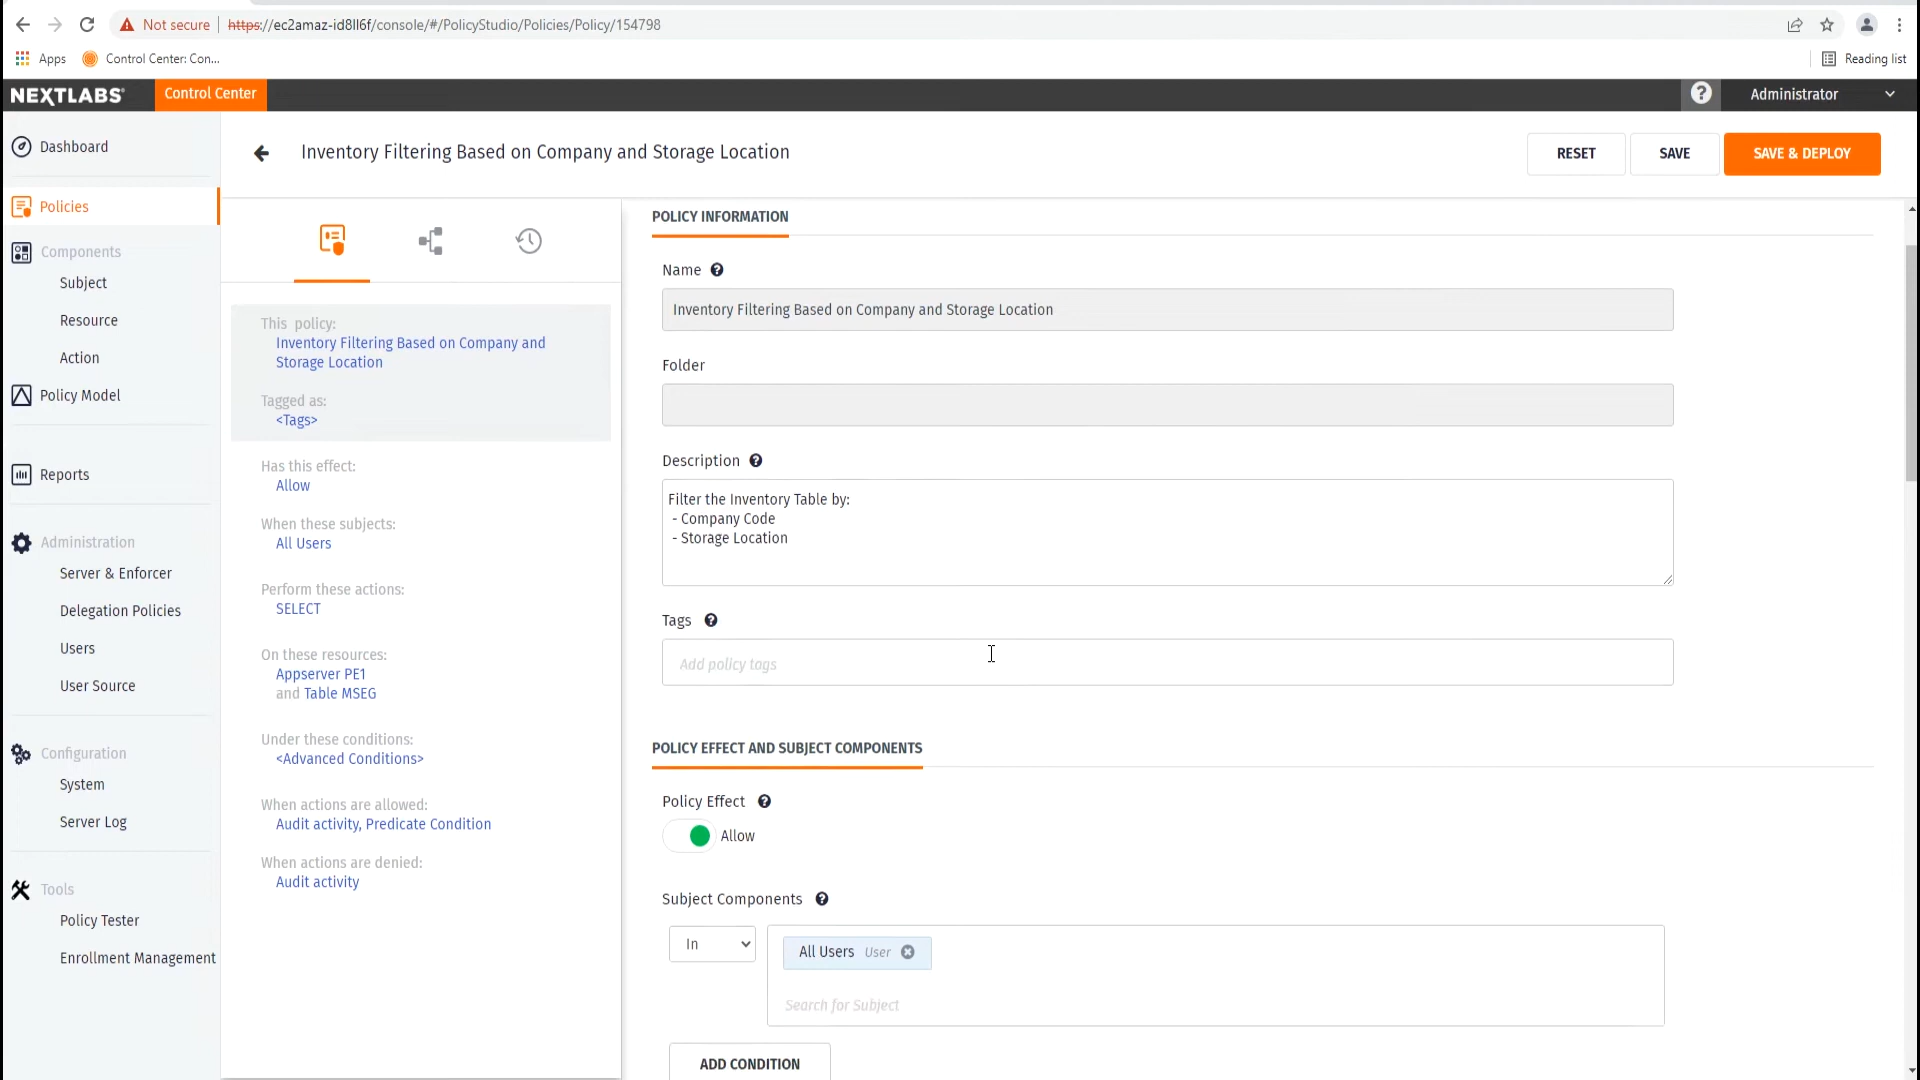 Not secure
https://ec2amaz-id8ll6f/console/#/PolicyStudio/Policies/Policy/154798
Apps
Control Center: Con...
Reading list
NEXTLABS®
Control Center
?
Administrator
Dashboard
Policies
Components
Subject
Resource
Action
Policy Model
Reports
Administration
Server & Enforcer
Delegation Policies
Users
User Source
Configuration
System
Server Log
Tools
Policy Tester
Enrollment Management
Inventory Filtering Based on Company and Storage Location
RESET
SAVE
SAVE & DEPLOY
This policy:
Inventory Filtering Based on Company and
Storage Location
Tagged as:
<Tags>
Has this effect:
Allow
When these subjects:
All Users
Perform these actions:
SELECT
On these resources:
Appserver PE1
and Table MSEG
Under these conditions:
<Advanced Conditions>
When actions are allowed:
Audit activity, Predicate Condition
When actions are denied:
Audit activity
POLICY INFORMATION
Name ?
Inventory Filtering Based on Company and Storage Location
Folder
Description ?
Filter the Inventory Table by:
- Company Code
- Storage Location
Tags ?
Add policy tags
POLICY EFFECT AND SUBJECT COMPONENTS
Policy Effect ?
Allow
Subject Components ?
In
All Users User
Search for Subject
ADD CONDITION